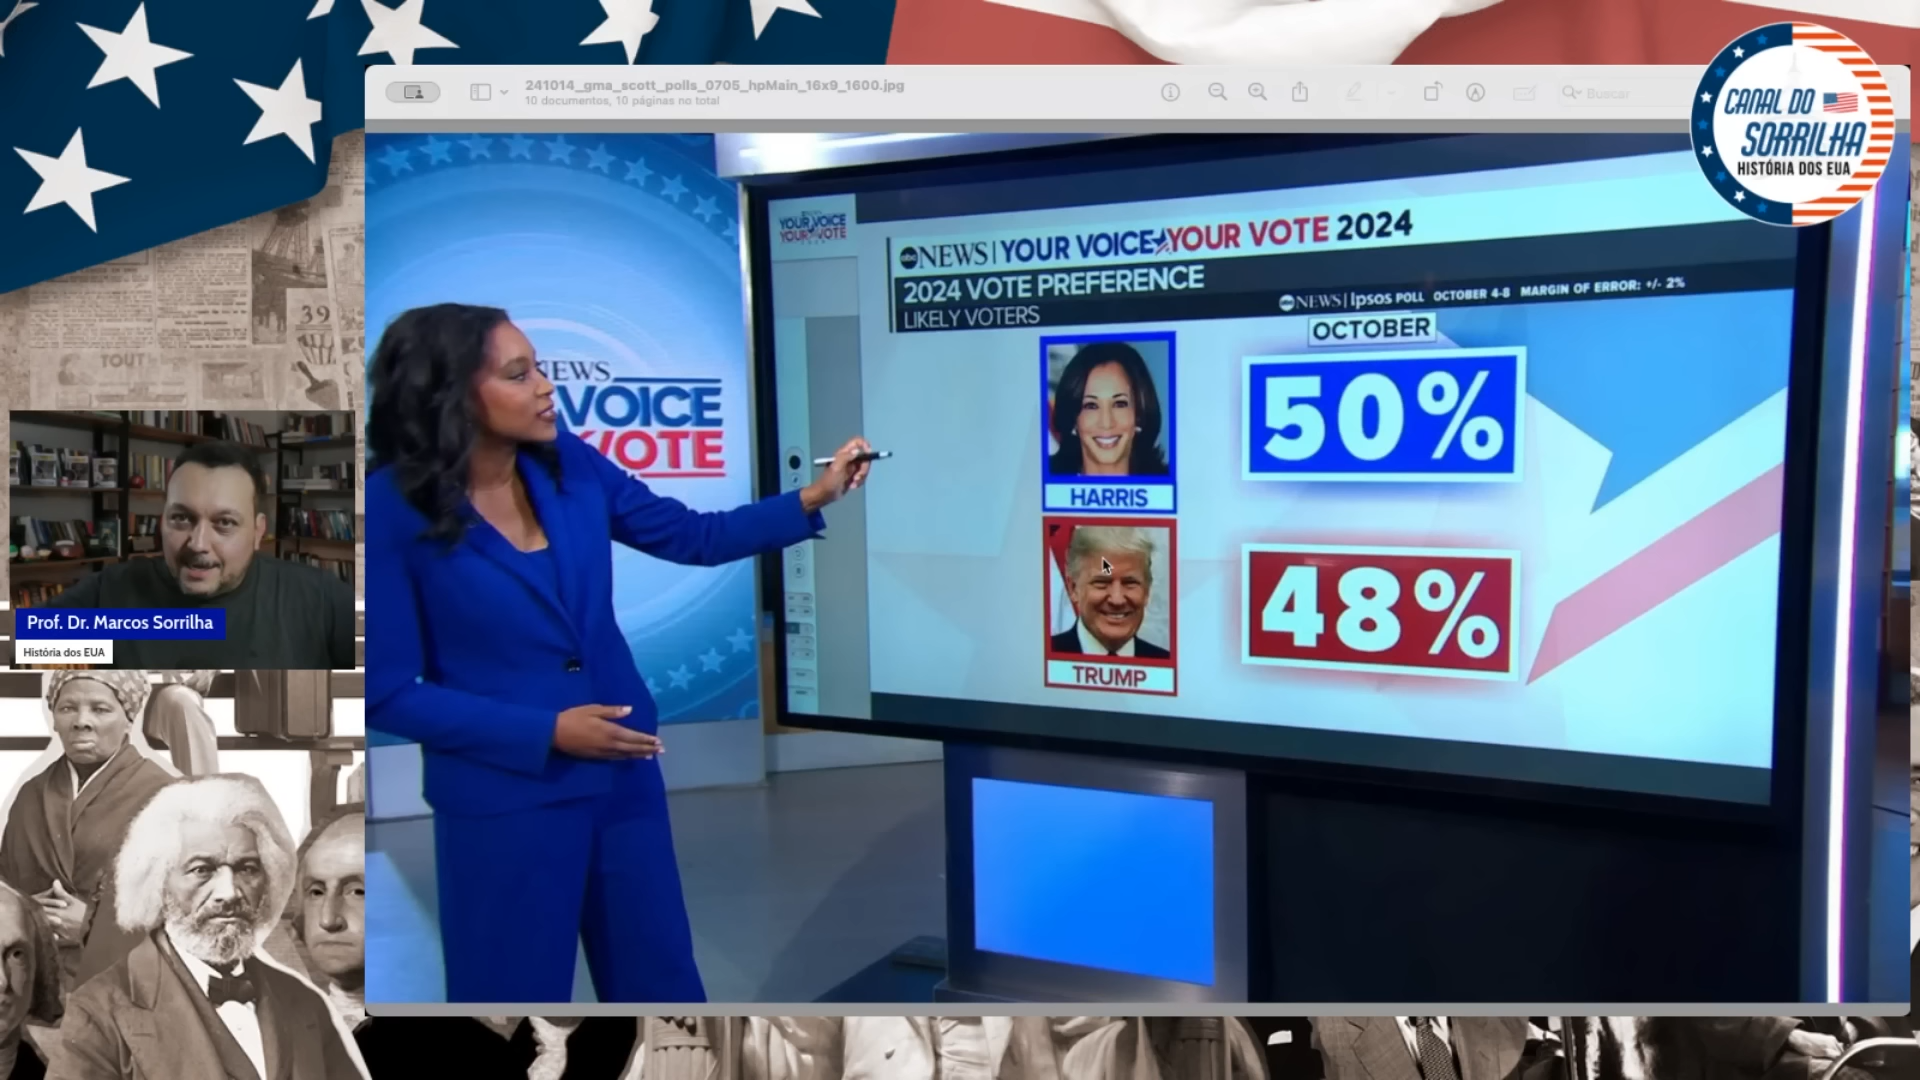 241014_gma_scott_polls_0705_hpMain_16x9_1600.jpg
10 documentos, 10 páginas no total
Buscar
CANAL DO
SORRILHA
HISTÓRIA DOS EUA
YOUR VOICE
YOUR VOTE
abc NEWS | YOUR VOICE YOUR VOTE 2024
2024 VOTE PREFERENCE
LIKELY VOTERS
abc NEWS | Ipsos POLL OCTOBER 4-8 MARGIN OF ERROR: +/- 2%
OCTOBER
50%
HARRIS
48%
TRUMP
NEWS
VOICE
VOTE
39
TOUT
Prof. Dr. Marcos Sorrilha
História dos EUA